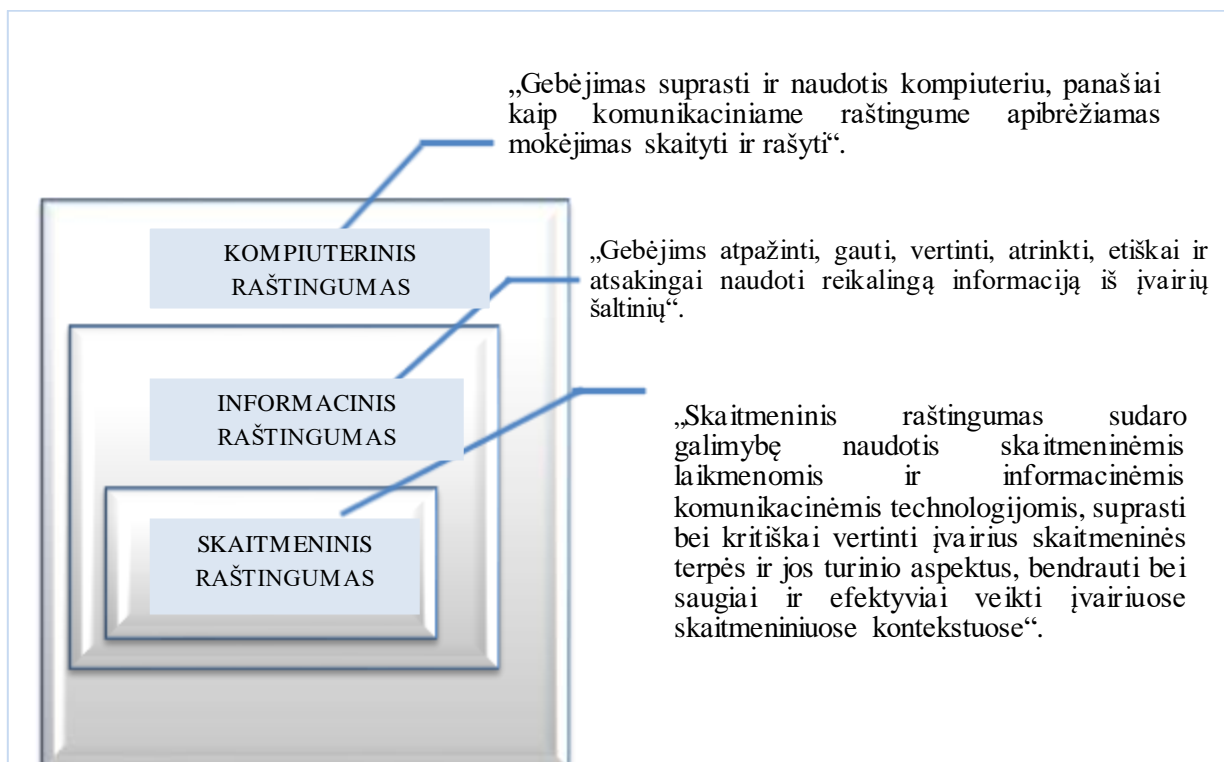 „Gebėjimas suprasti ir naudotis kompiuteriu, panašiai
kaip komunikaciniame raštingume apibrėžiamas
mokėjimas skaityti ir rašyti“.
KOMPIUTERINIS
RAŠTINGUMAS
„Gebėjims atpažinti, gauti, vertinti, atrinkti, etiškai ir
atsakingai naudoti reikalingą informaciją iš įvairių
šaltinių“.
INFORMACINIS
RAŠTINGUMAS
„Skaitmeninis raštingumas sudaro
galimybę naudotis skaitmeninėmis
laikmenomis ir informacinėmis
komunikacinėmis technologijomis, suprasti
bei kritiškai vertinti įvairius skaitmeninės
terpės ir jos turinio aspektus, bendrauti bei
saugiai ir efektyviai veikti įvairiuose
skaitmeniniuose kontekstuose“.
SKAITMENINIS
RAŠTINGUMAS